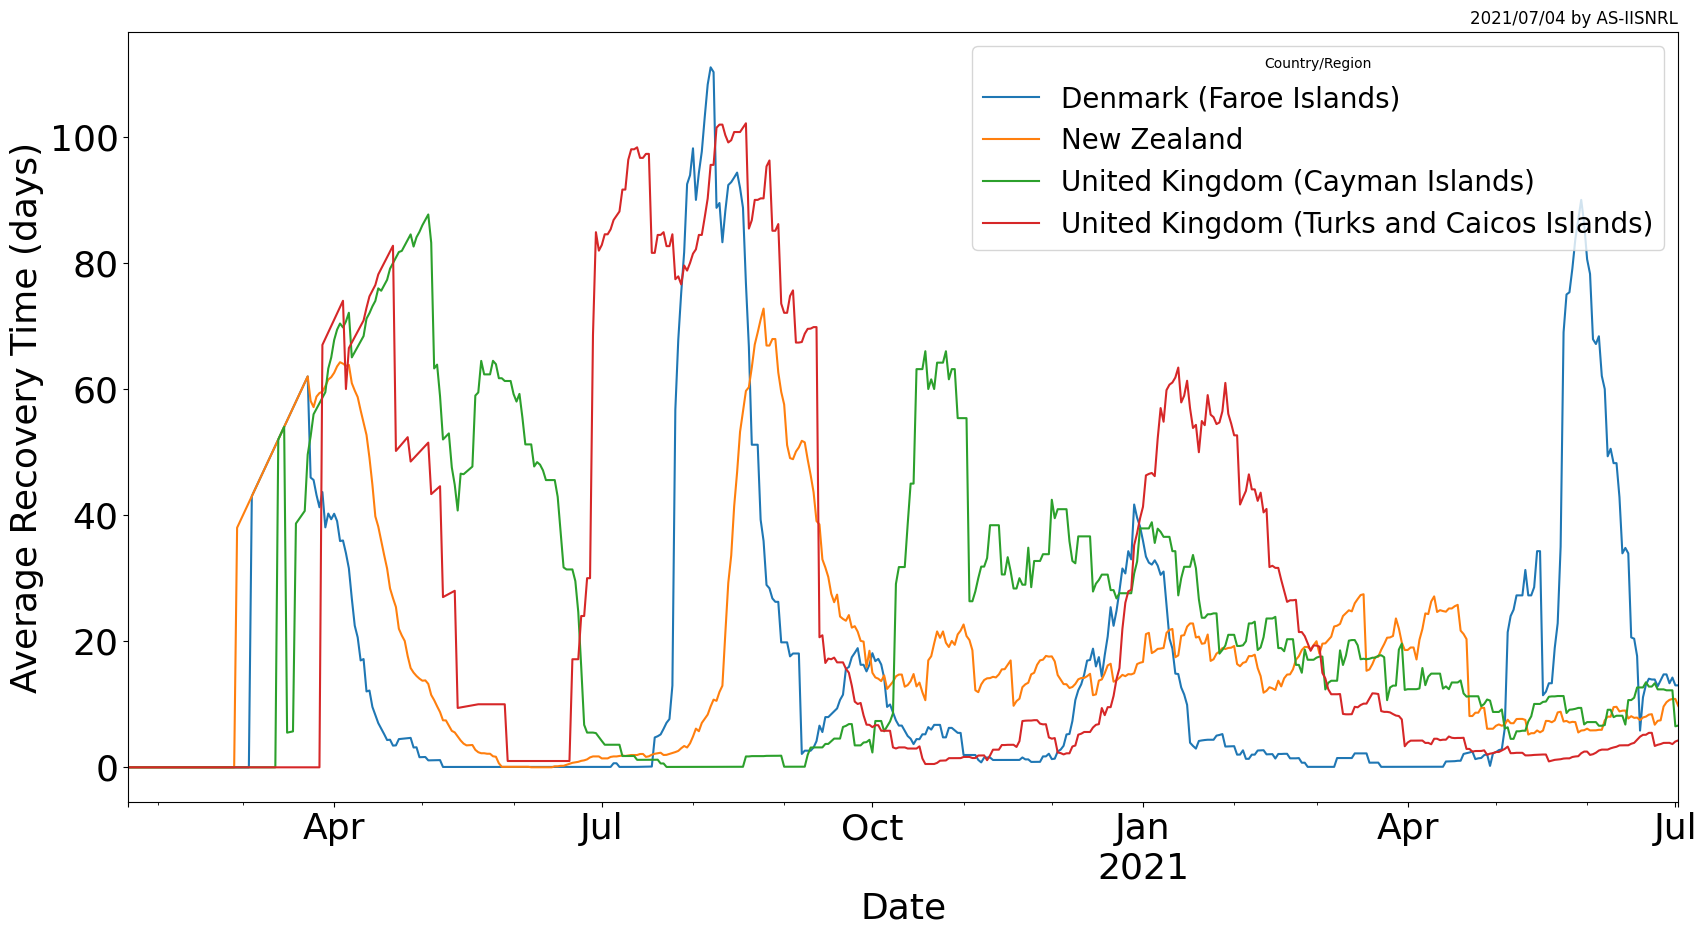 2021/07/04 by AS-IISNRL
Country/Region
Denmark (Faroe Islands)
New Zealand
United Kingdom (Cayman Islands)
United Kingdom (Turks and Caicos Islands)
Average Recovery Time (days)
100
80
60
40
20
0
Apr Jul Oct Jan Apr Jul
2021
Date